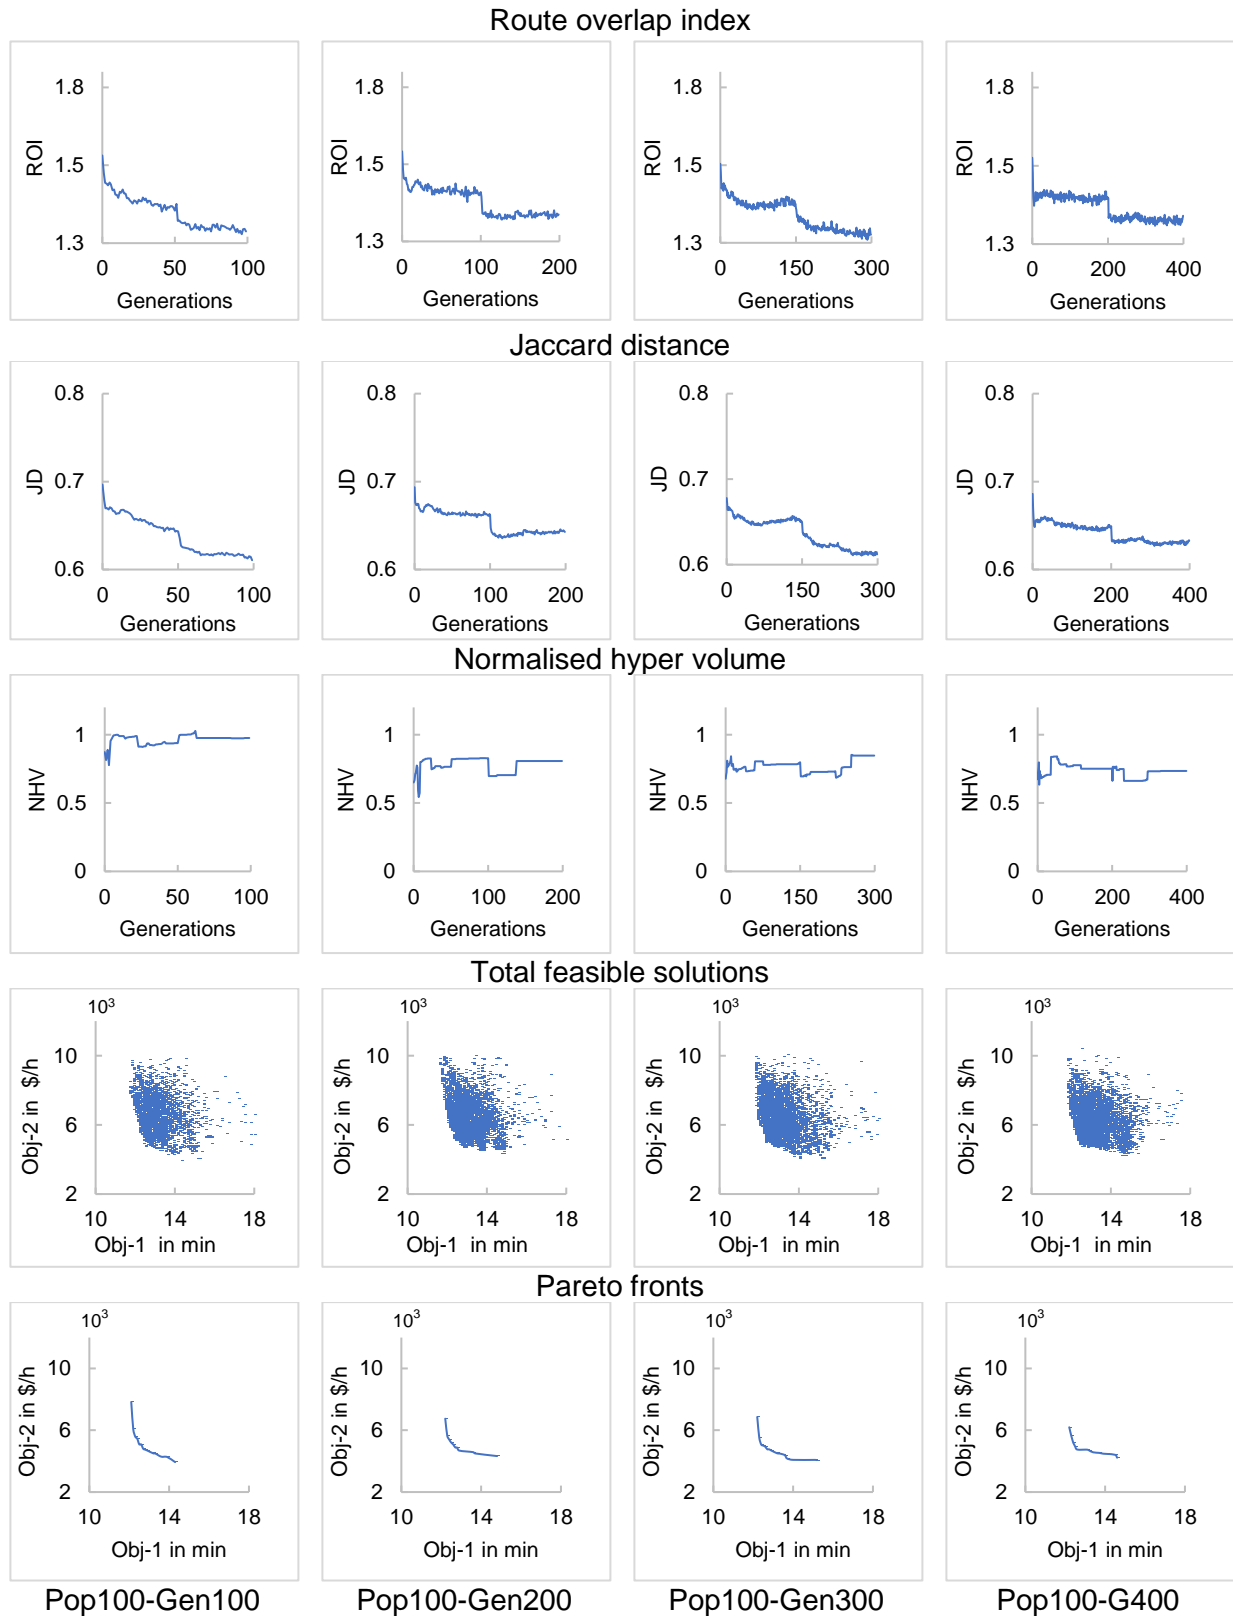 Route overlap index
1.8 1.8 1.8 1.8
1.5 1.5 1.5 1.5
ROI ROI ROI ROI
1.3 1.3 1.3 1.3
0 50 100 0 100 200 0 150 300 0 200 400
Generations Generations Generations Generations
Jaccard distance
0.8 0.8 0.8 0.8
0.7 0.7 0.7 0.7
JD JD JD JD
0.6 0.6 0.6 0.6
0 50 100 0 100 200 0 150 300 0 200 400
Generations Generations Generations Generations
Normalised hyper volume
1 1 1 1
NHV NHV NHV NHV
0.5 0.5 0.5 0.5
0 0 0 0
0 50 100 0 100 200 0 150 300 0 200 400
Generations Generations Generations Generations
Total feasible solutions
10³ 10³ 10³ 10³
10 10 10 10
Obj-2 in $/h Obj-2 in $/h Obj-2 in $/h Obj-2 in $/h
6 6 6 6
2 2 2 2
10 14 18 10 14 18 10 14 18 10 14 18
Obj-1 in min Obj-1 in min Obj-1 in min Obj-1 in min
Pareto fronts
10³ 10³ 10³ 10³
10 10 10 10
Obj-2 in $/h Obj-2 in $/h Obj-2 in $/h Obj-2 in $/h
6 6 6 6
2 2 2 2
10 14 18 10 14 18 10 14 18 10 14 18
Obj-1 in min Obj-1 in min Obj-1 in min Obj-1 in min
Pop100-Gen100 Pop100-Gen200 Pop100-Gen300 Pop100-G400